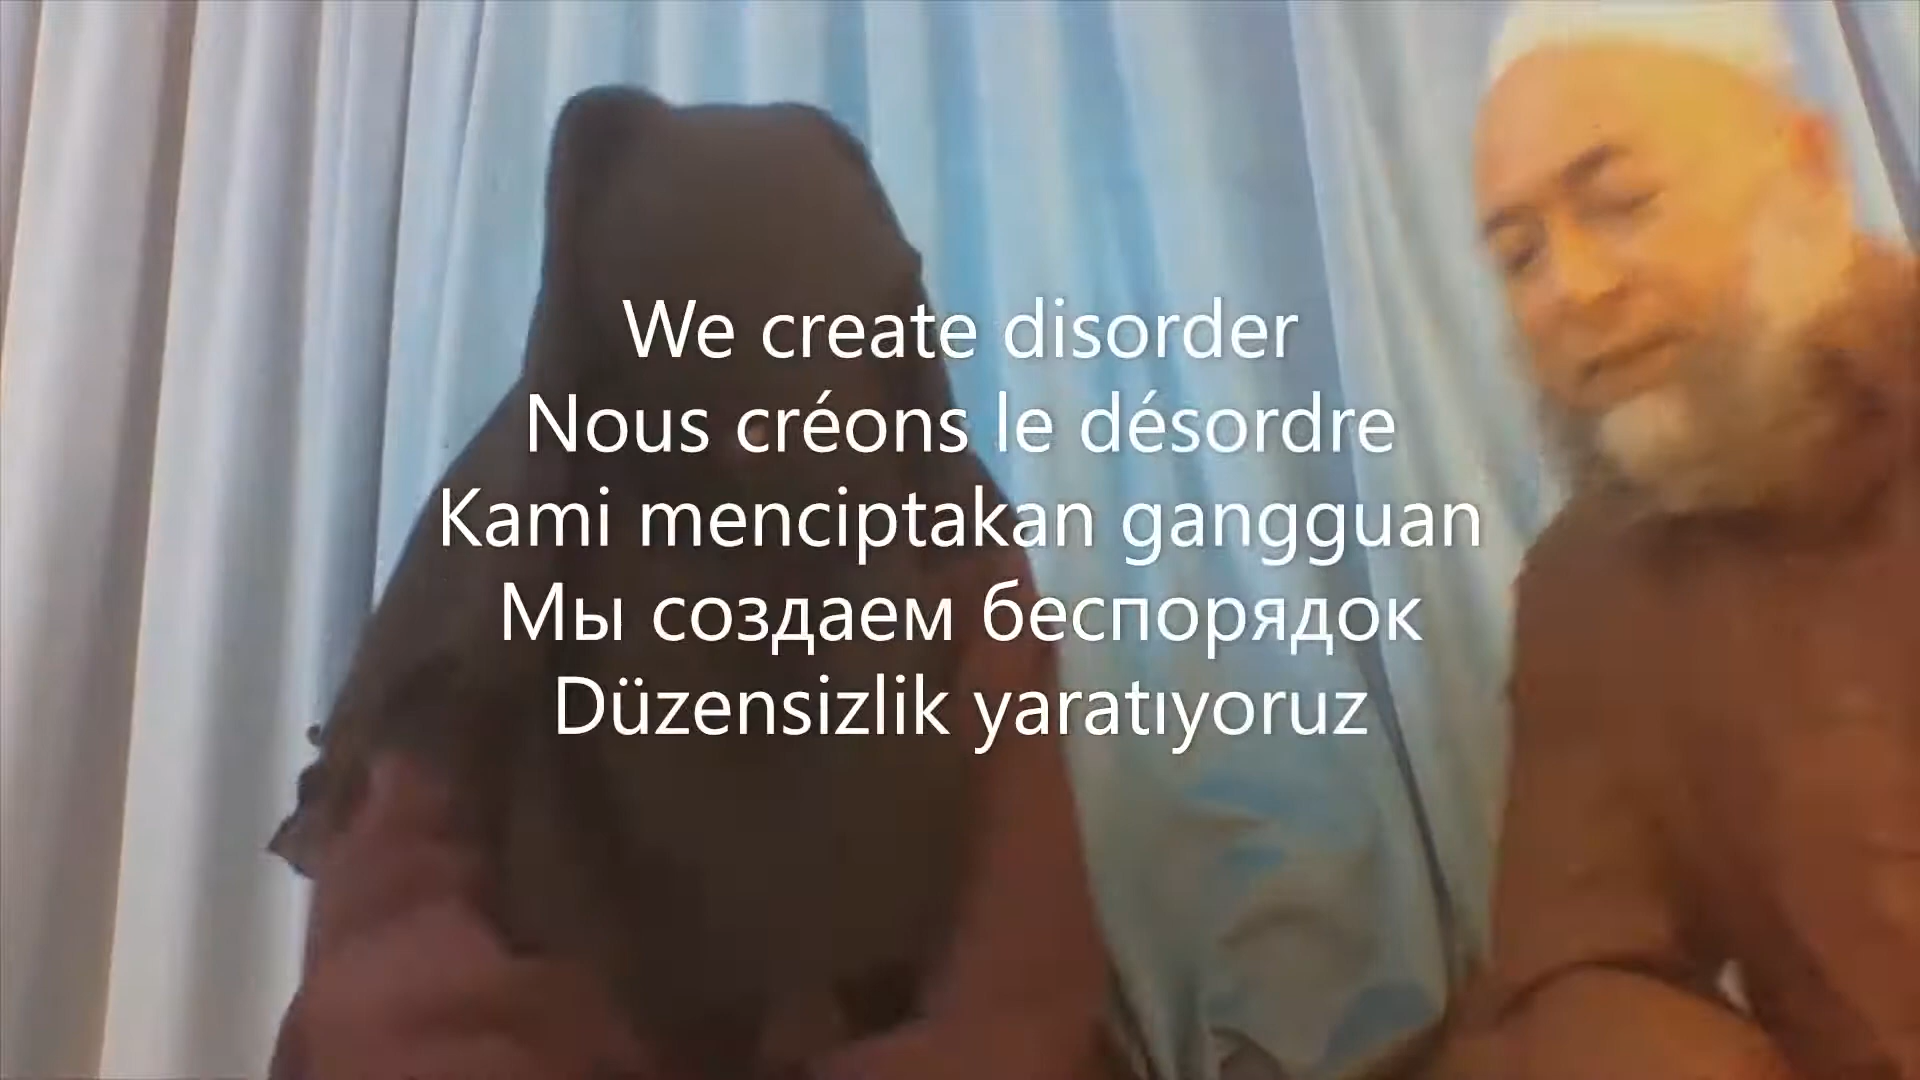 We create disorder
Nous créons le désordre
Kami menciptakan gangguan
Мы создаем беспорядок
Düzensizlik yaratıyoruz